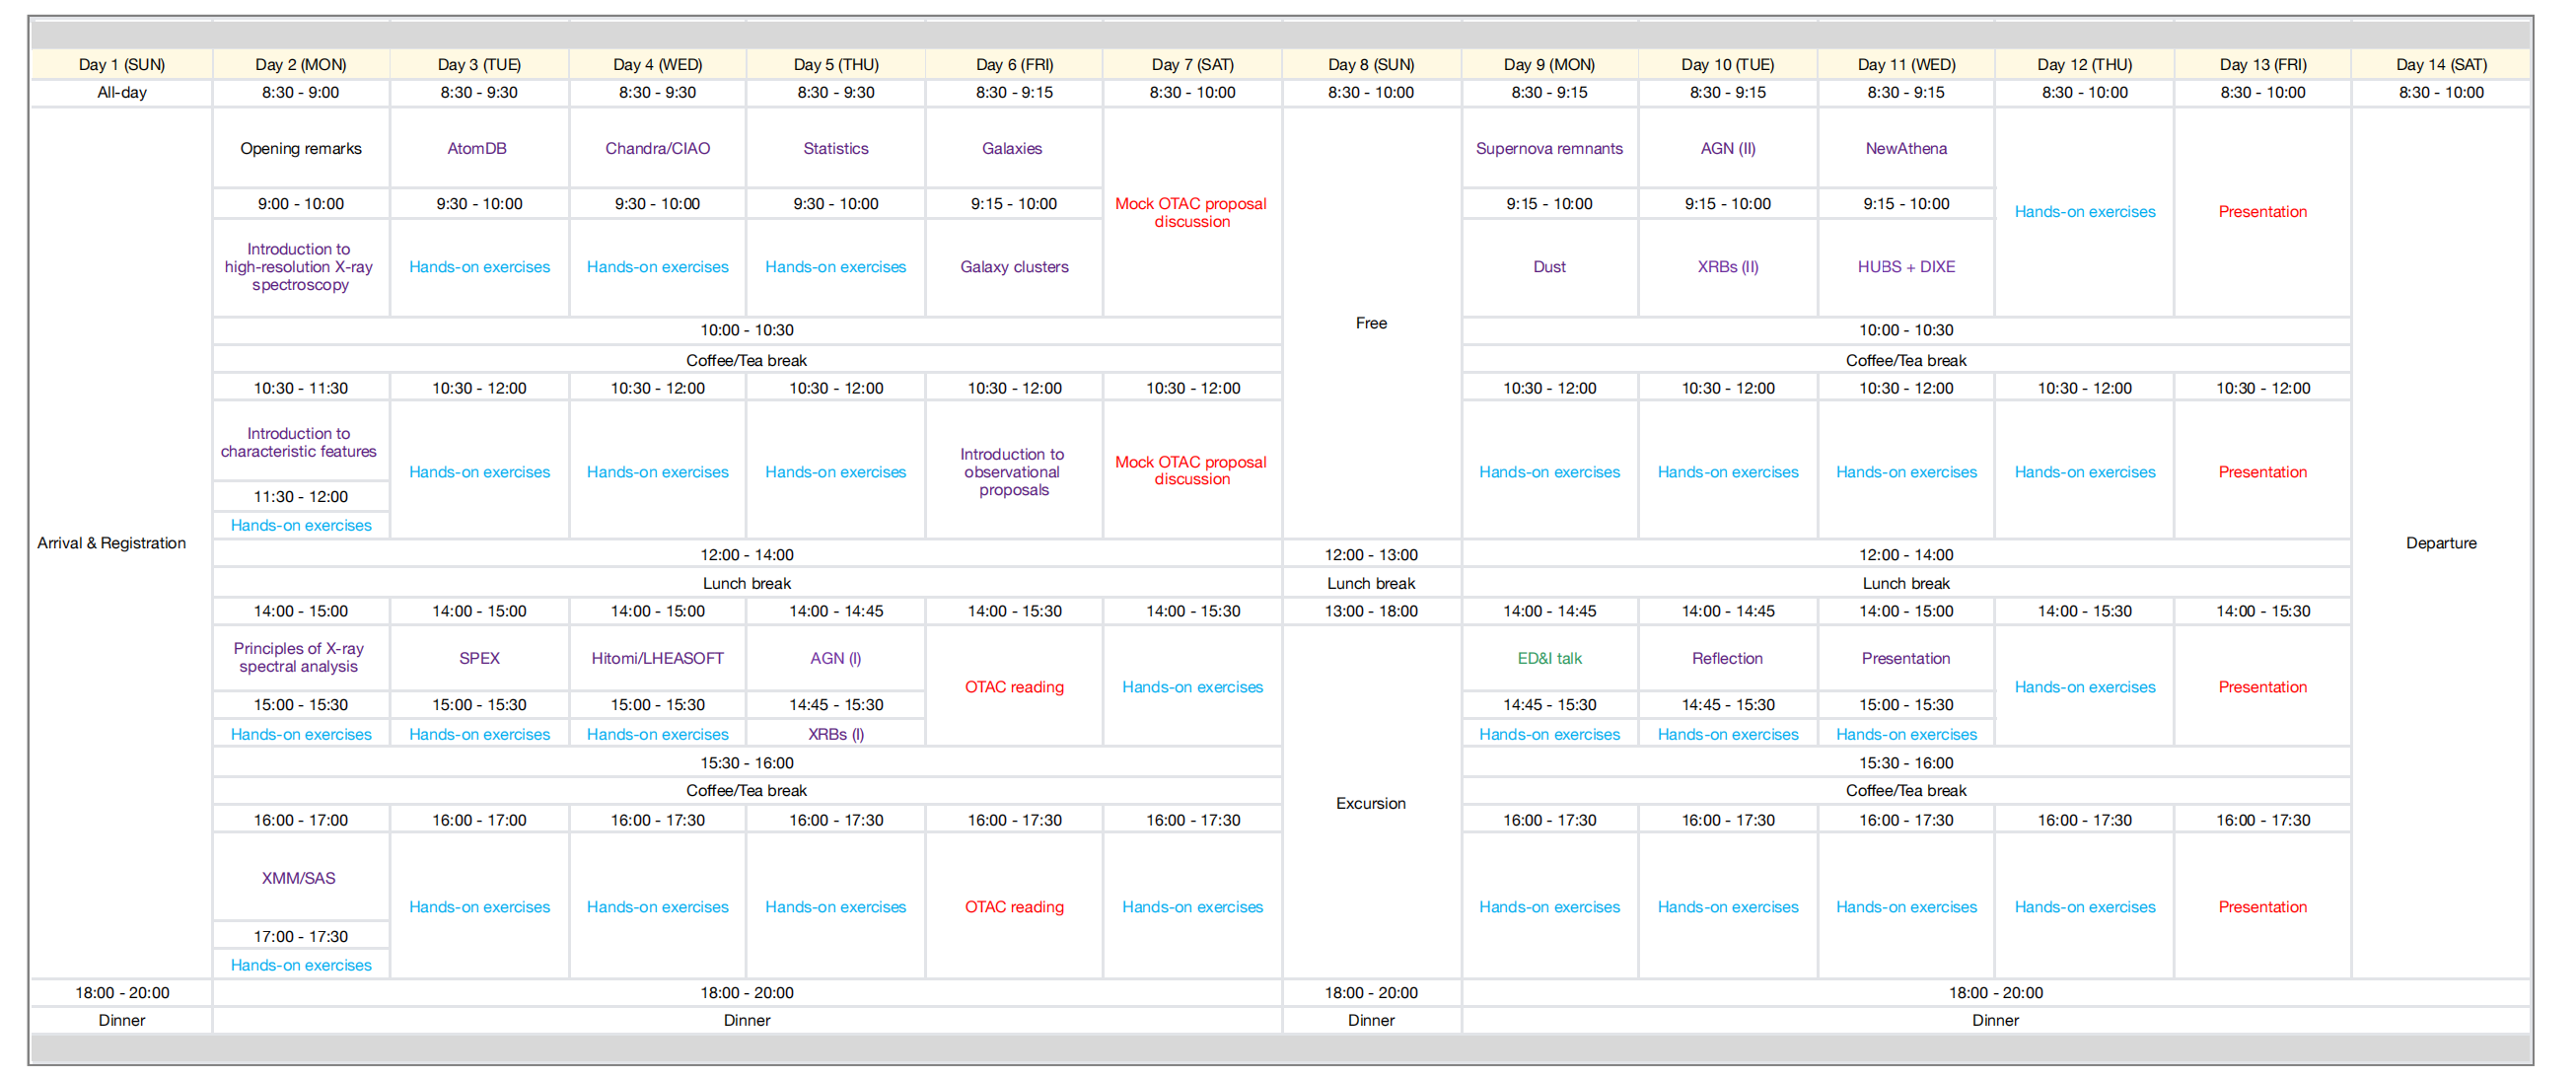 Day 1 (SUN) Day 2 (MON) Day 3 (TUE) Day 4 (WED) Day 5 (THU) Day 6 (FRI) Day 7 (SAT) Day 8 (SUN) Day 9 (MON) Day 10 (TUE) Day 11 (WED) Day 12 (THU) Day 13 (FRI) Day 14 (SAT)
All-day 8:30 - 9:00 8:30 - 9:30 8:30 - 9:30 8:30 - 9:30 8:30 - 9:15 8:30 - 10:00 8:30 - 10:00 8:30 - 9:15 8:30 - 9:15 8:30 - 9:15 8:30 - 10:00 8:30 - 10:00 8:30 - 10:00
Opening remarks AtomDB Chandra/CIAO Statistics Galaxies Supernova remnants AGN (II) NewAthena
9:00 - 10:00 9:30 - 10:00 9:30 - 10:00 9:30 - 10:00 9:15 - 10:00 Mock OTAC proposal 9:15 - 10:00 9:15 - 10:00 9:15 - 10:00
discussion Hands-on exercises Presentation
Introduction to
high-resolution X-ray Hands-on exercises Hands-on exercises Hands-on exercises Galaxy clusters Dust XRBs (II) HUBS + DIXE
spectroscopy
Free
10:00 - 10:30 10:00 - 10:30
Coffee/Tea break Coffee/Tea break
10:30 - 11:30 10:30 - 12:00 10:30 - 12:00 10:30 - 12:00 10:30 - 12:00 10:30 - 12:00 10:30 - 12:00 10:30 - 12:00 10:30 - 12:00 10:30 - 12:00 10:30 - 12:00
Introduction to
characteristic features
Introduction to Mock OTAC proposal
Hands-on exercises Hands-on exercises Hands-on exercises observational discussion Hands-on exercises Hands-on exercises Hands-on exercises Hands-on exercises Presentation
proposals
11:30 - 12:00
Hands-on exercises
Arrival & Registration Departure
12:00 - 14:00 12:00 - 13:00 12:00 - 14:00
Lunch break Lunch break Lunch break
14:00 - 15:00 14:00 - 15:00 14:00 - 15:00 14:00 - 14:45 14:00 - 15:30 14:00 - 15:30 13:00 - 18:00 14:00 - 14:45 14:00 - 14:45 14:00 - 15:00 14:00 - 15:30 14:00 - 15:30
Principles of X-ray
spectral analysis SPEX Hitomi/LHEASOFT AGN (I) ED&I talk Reflection Presentation
OTAC reading Hands-on exercises Hands-on exercises Presentation
15:00 - 15:30 15:00 - 15:30 15:00 - 15:30 14:45 - 15:30 14:45 - 15:30 14:45 - 15:30 15:00 - 15:30
Hands-on exercises Hands-on exercises Hands-on exercises XRBs (I) Hands-on exercises Hands-on exercises Hands-on exercises
15:30 - 16:00 15:30 - 16:00
Coffee/Tea break Coffee/Tea break
Excursion
16:00 - 17:00 16:00 - 17:00 16:00 - 17:30 16:00 - 17:30 16:00 - 17:30 16:00 - 17:30 16:00 - 17:30 16:00 - 17:30 16:00 - 17:30 16:00 - 17:30 16:00 - 17:30
XMM/SAS
Hands-on exercises Hands-on exercises Hands-on exercises OTAC reading Hands-on exercises Hands-on exercises Hands-on exercises Hands-on exercises Hands-on exercises Presentation
17:00 - 17:30
Hands-on exercises
18:00 - 20:00 18:00 - 20:00 18:00 - 20:00 18:00 - 20:00
Dinner Dinner Dinner Dinner